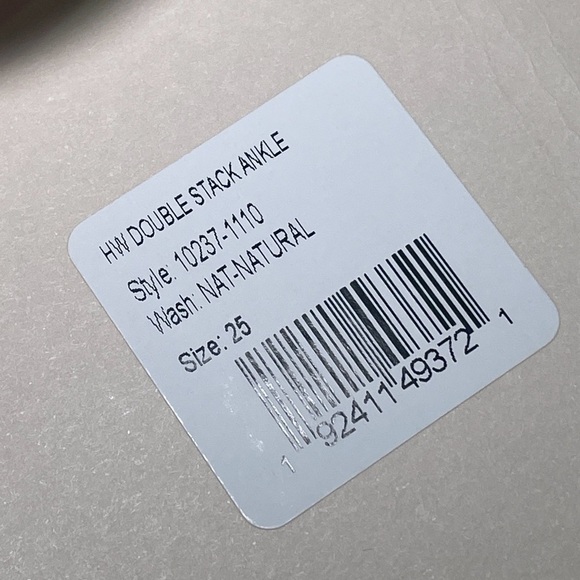 HW DOUBLE STACK ANKLE
Style: 10237-1110
Wash: NAT-NATURAL
Size: 25
1 92411 49372 1